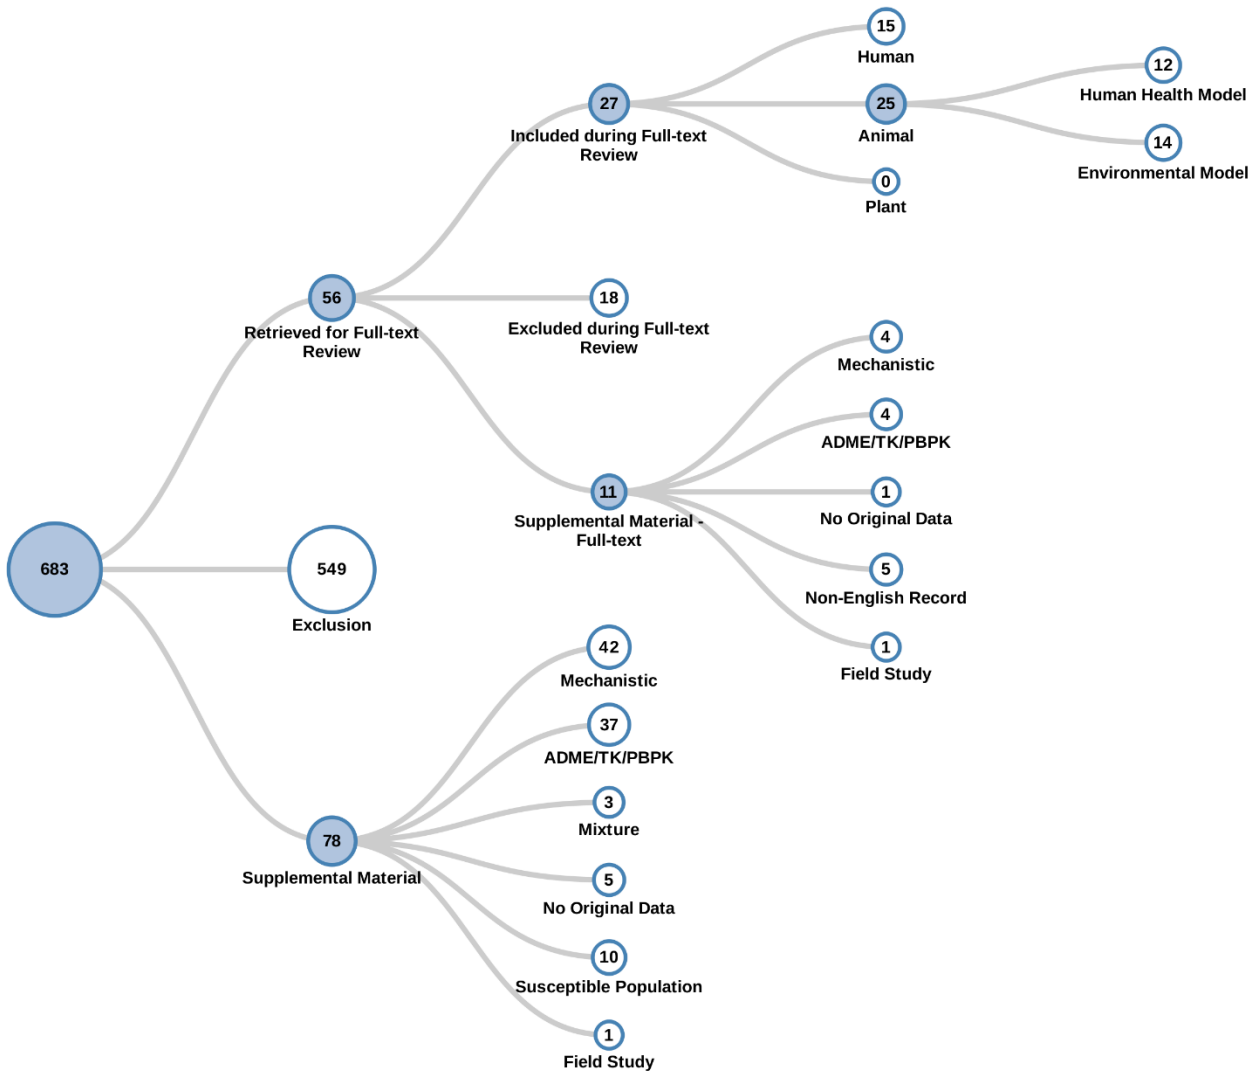 15
Human
12
Human Health Model
27
Included during Full-text
Review
25
Animal
14
Environmental Model
0
Plant
56
Retrieved for Full-text
Review
18
Excluded during Full-text
Review
4
Mechanistic
4
ADME/TK/PBPK
11
Supplemental Material -
Full-text
1
No Original Data
5
Non-English Record
1
Field Study
683
549
Exclusion
42
Mechanistic
37
ADME/TK/PBPK
3
Mixture
78
Supplemental Material
5
No Original Data
10
Susceptible Population
1
Field Study